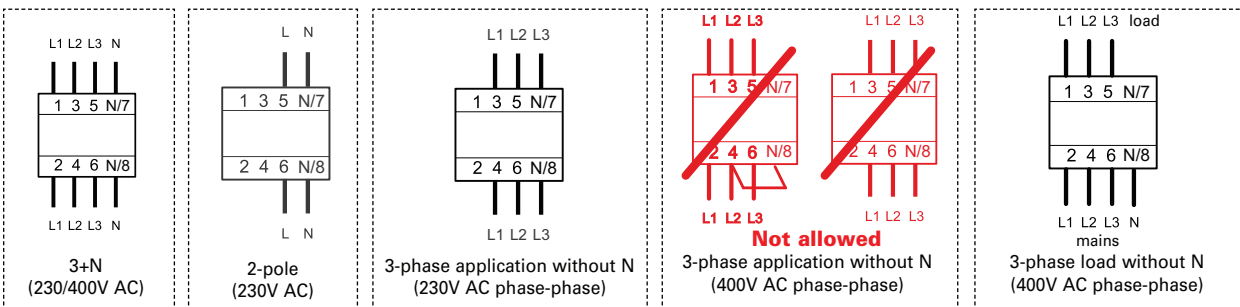 L1 L2 L3 N
1 3 5 N/7
2 4 6 N/8
L1 L2 L3 N
3+N
(230/400V AC)
L N
1 3 5 N/7
2 4 6 N/8
L N
2-pole
(230V AC)
L1 L2 L3
1 3 5 N/7
2 4 6 N/8
L1 L2 L3
3-phase application without N
(230V AC phase-phase)
L1 L2 L3
1 3 5 N/7
2 4 6 N/8
L1 L2 L3
L1 L2 L3
1 3 5 N/7
2 4 6 N/8
L1 L2 L3
Not allowed
3-phase application without N
(400V AC phase-phase)
L1 L2 L3 load
1 3 5 N/7
2 4 6 N/8
L1 L2 L3 N
mains
3-phase load without N
(400V AC phase-phase)